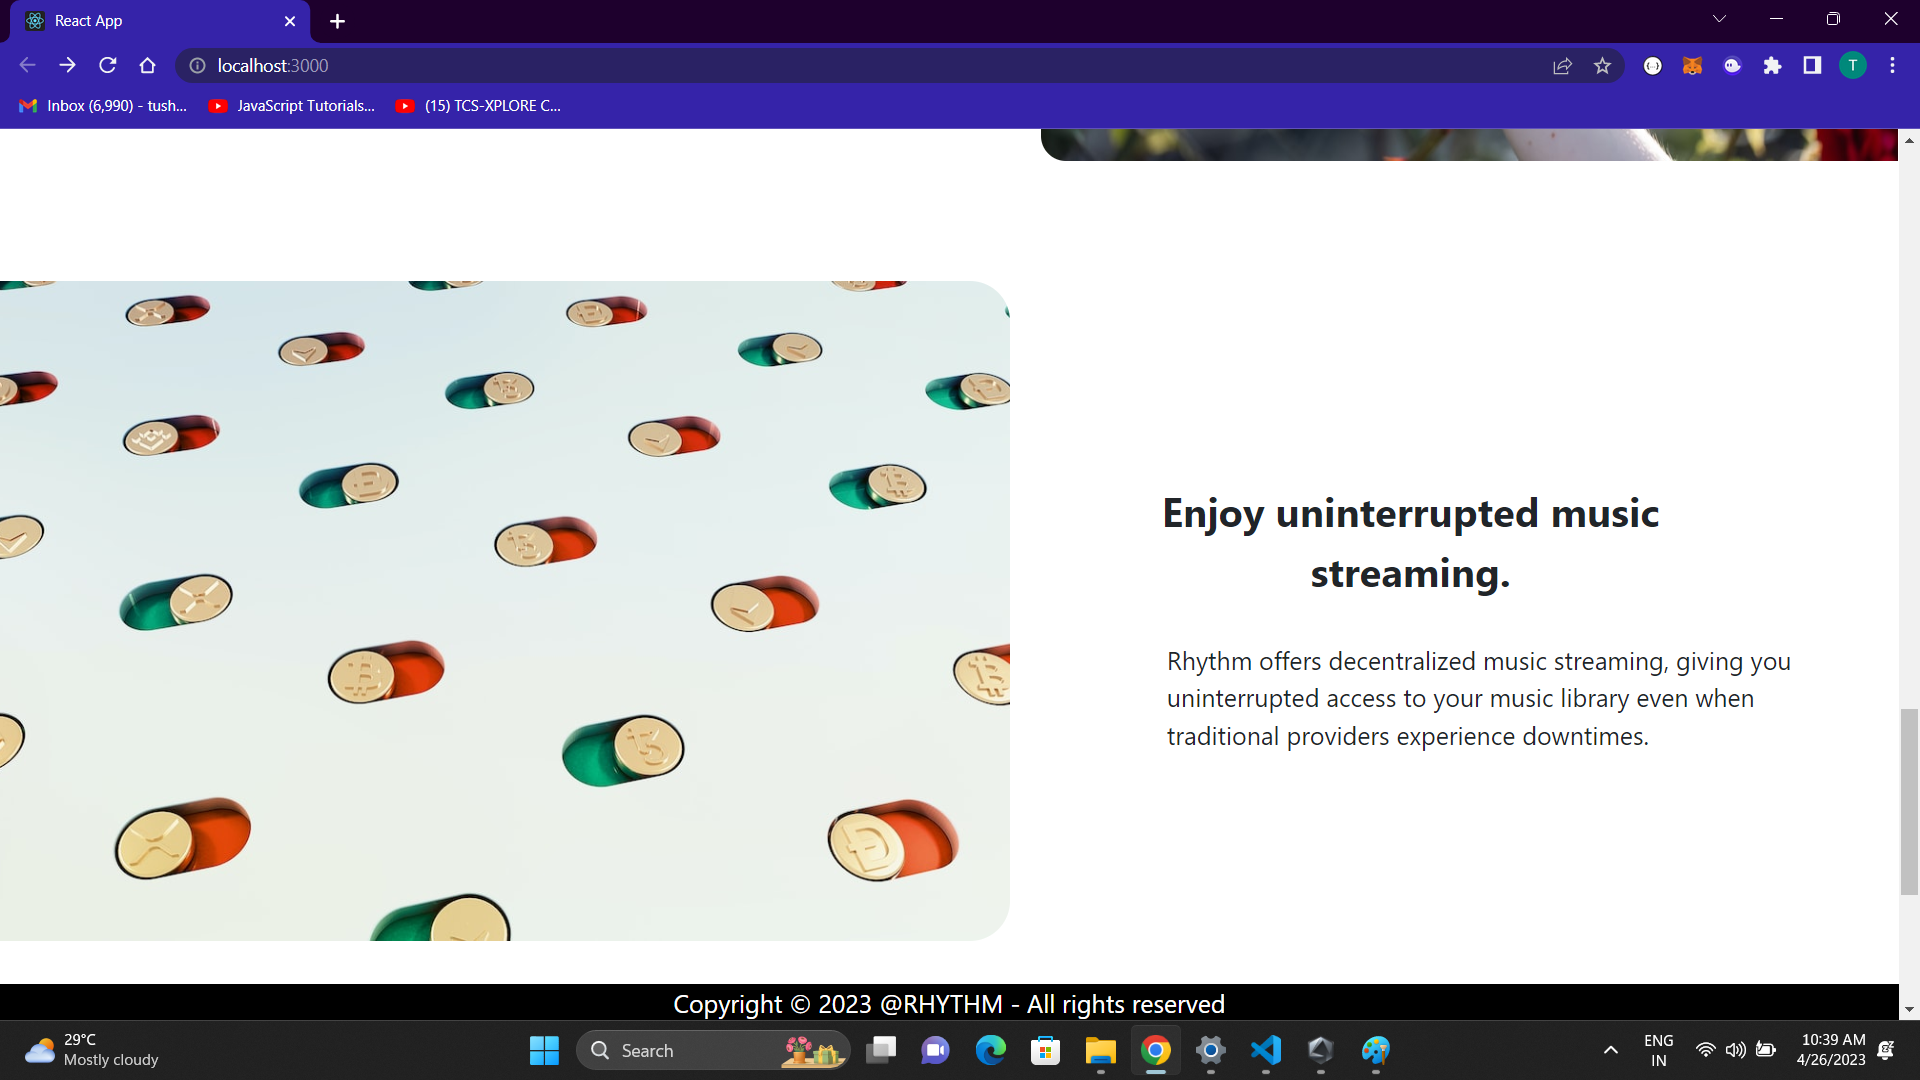 React App
localhost:3000
T
Inbox (6,990) - tush...
JavaScript Tutorials...
(15) TCS-XPLORE C...
Enjoy uninterrupted music
streaming.
Rhythm offers decentralized music streaming, giving you
uninterrupted access to your music library even when
traditional providers experience downtimes.
Copyright © 2023 @RHYTHM - All rights reserved
29°C
Mostly cloudy
Search
ENG
IN
10:39 AM
4/26/2023